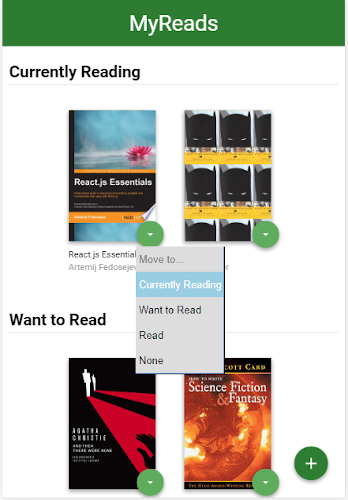 MyReads
Currently Reading
React.js Essentials
Artemij Fedosejev
React.js Essential
Artemij Fedosejev
Move to...
Currently Reading
Want to Read
Read
None
Want to Read
AGATHA
CHRISTIE
AND THEN
THERE WERE NONE
SCOTT CARD
HOW TO WRITE
Science Fiction
& Fantasy
+